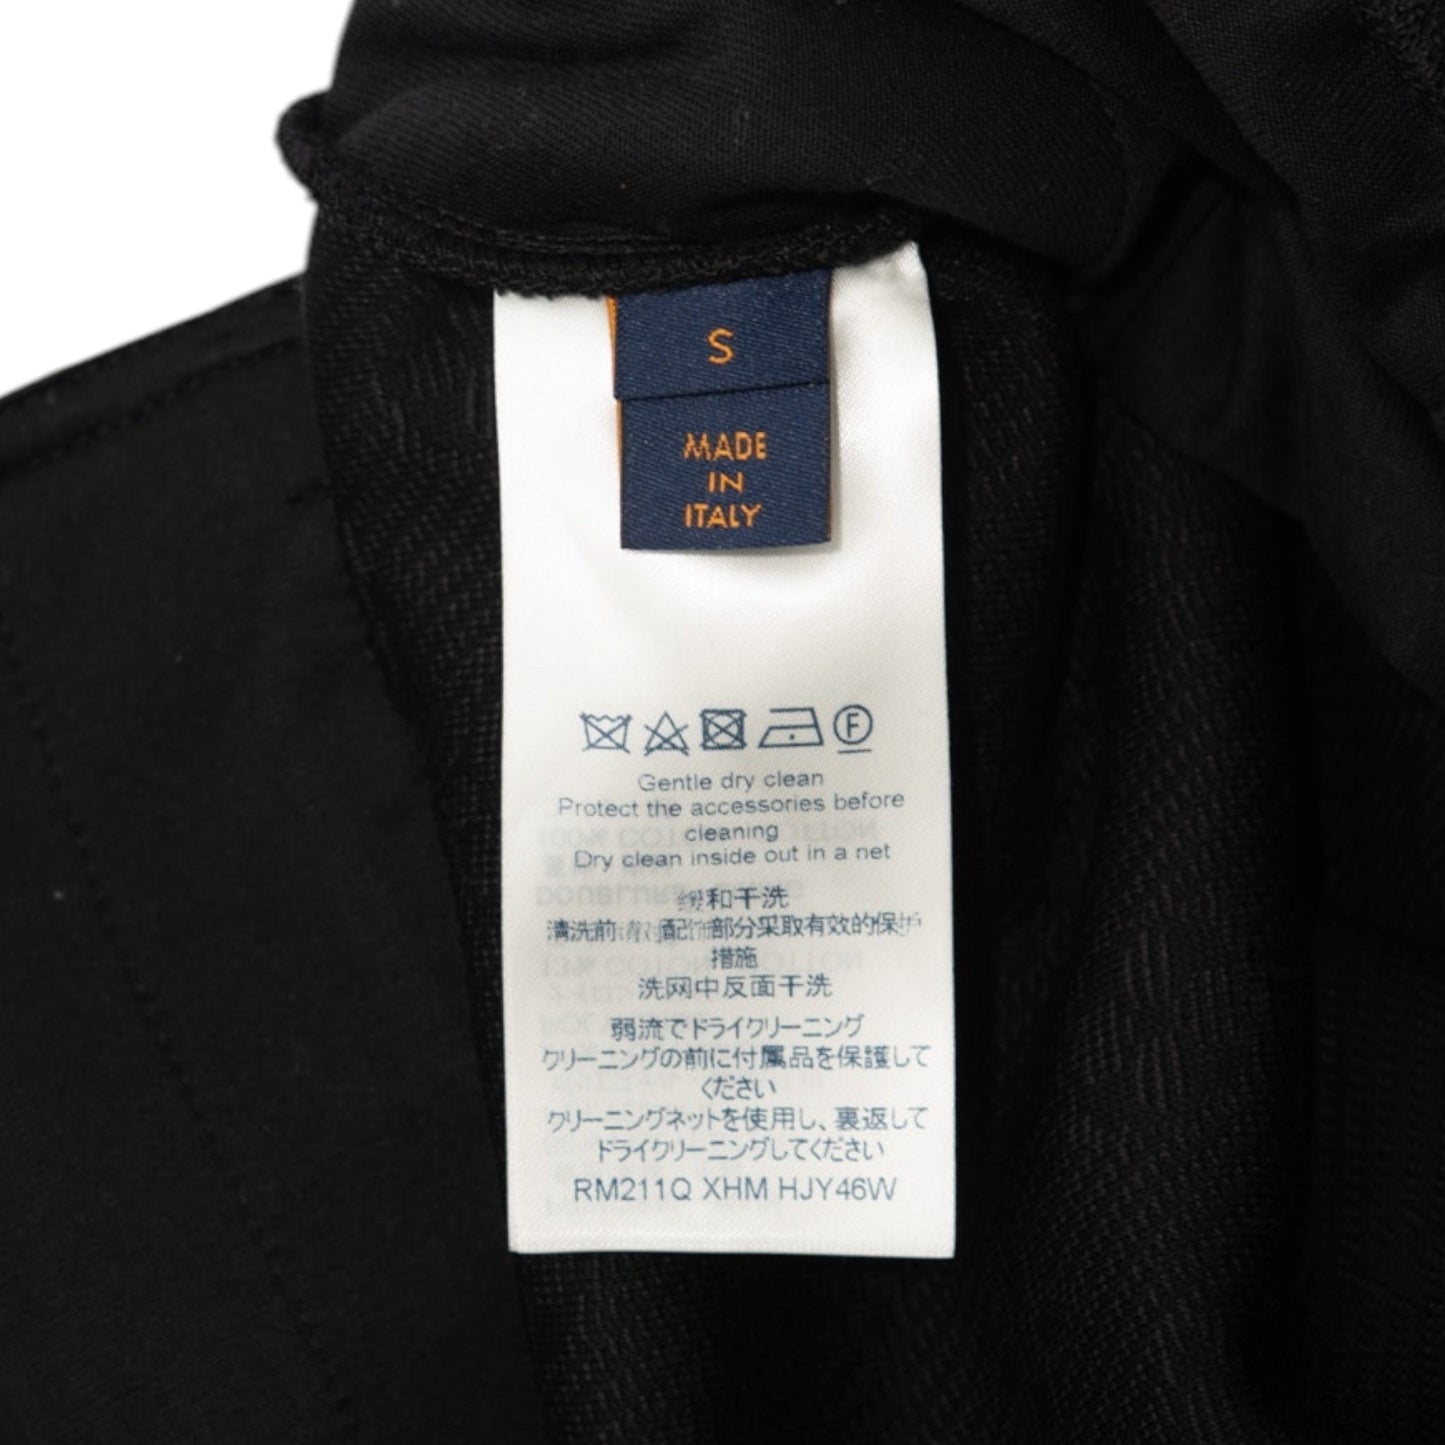 S
MADE
IN
ITALY
F
Gentle dry clean
Protect the accessories before
cleaning
Dry clean inside out in a net
缓和干洗
清洗前请对配饰部分采取有效的保护
措施
洗网中反面干洗
弱流でドライクリーニング
クリーニングの前に付属品を保護して
ください
クリーニングネットを使用し、裏返して
ドライクリーニングしてください
RM211Q XHM HJY46W